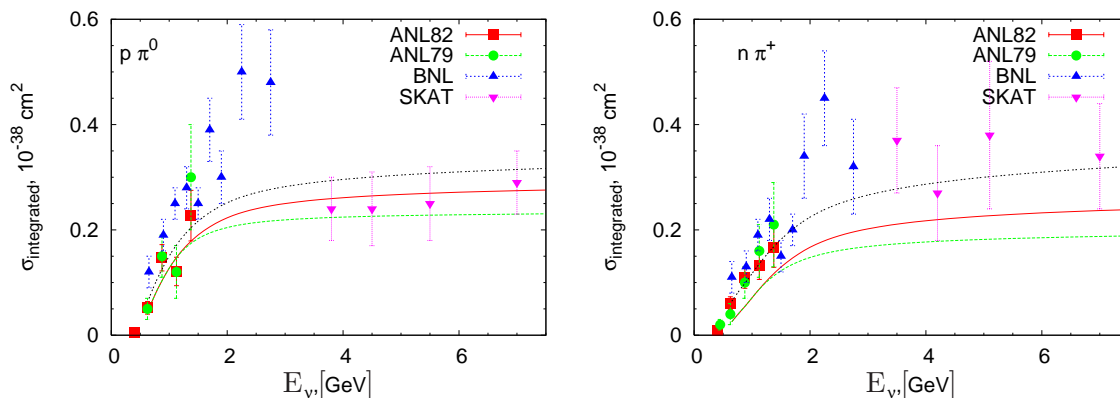 0.6
0.4
0.2
0
0
2
4
6
σintegrated, 10-38 cm2
Eν,[GeV]
p π0
ANL82
ANL79
BNL
SKAT
0.6
0.4
0.2
0
0
2
4
6
σintegrated, 10-38 cm2
Eν,[GeV]
n π+
ANL82
ANL79
BNL
SKAT